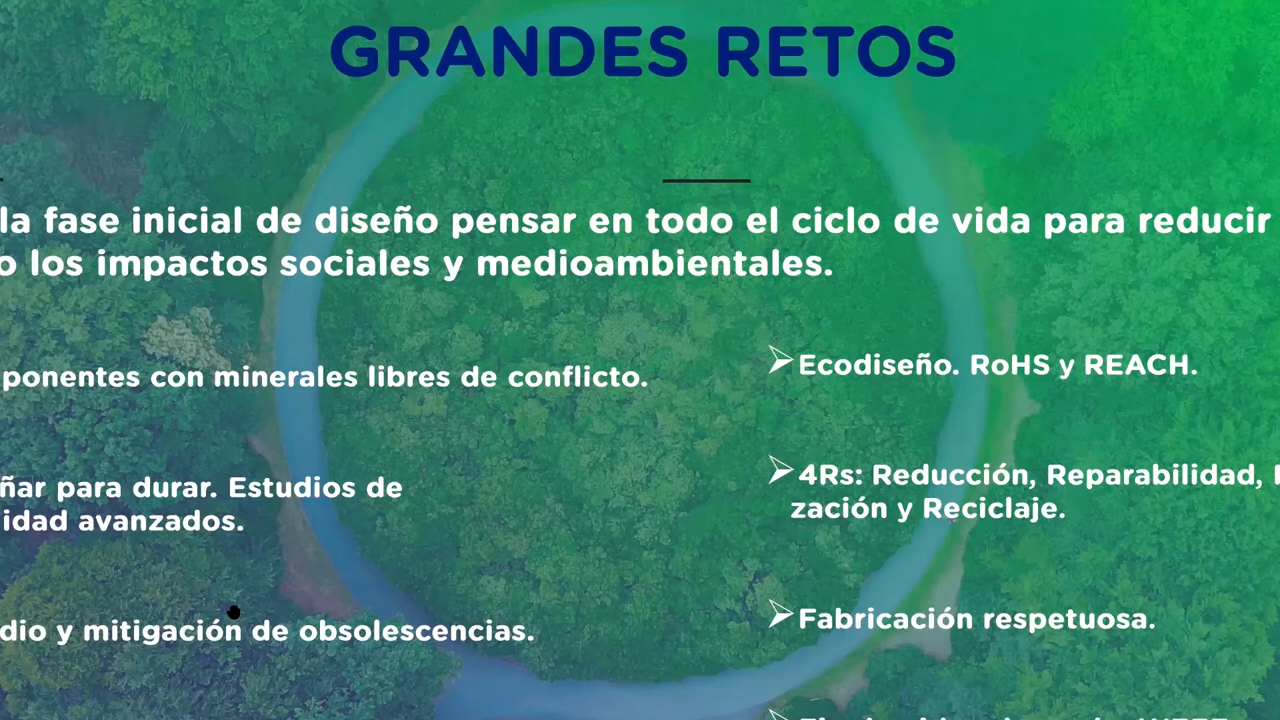 GRANDES RETOS
la fase inicial de diseño pensar en todo el ciclo de vida para reducir
los impactos sociales y medioambientales.
ponentes con minerales libres de conflicto.
Ecodiseño. RoHS y REACH.
ñar para durar. Estudios de
idad avanzados.
4Rs: Reducción, Reparabilidad,
zación y Reciclaje.
dio y mitigación de obsolescencias.
Fabricación respetuosa.